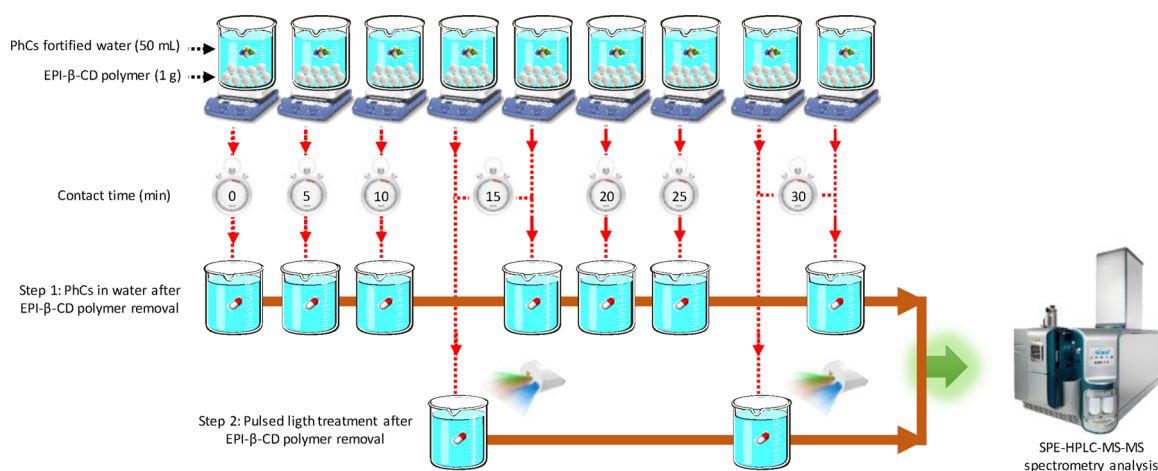 PhCs fortified water (50 mL)
EPI-β-CD polymer (1 g)
Contact time (min)
0
5
10
15
20
25
30
Step 1: PhCs in water after
EPI-β-CD polymer removal
Step 2: Pulsed ligth treatment after
EPI-β-CD polymer removal
SPE-HPLC-MS-MS
spectrometry analysis